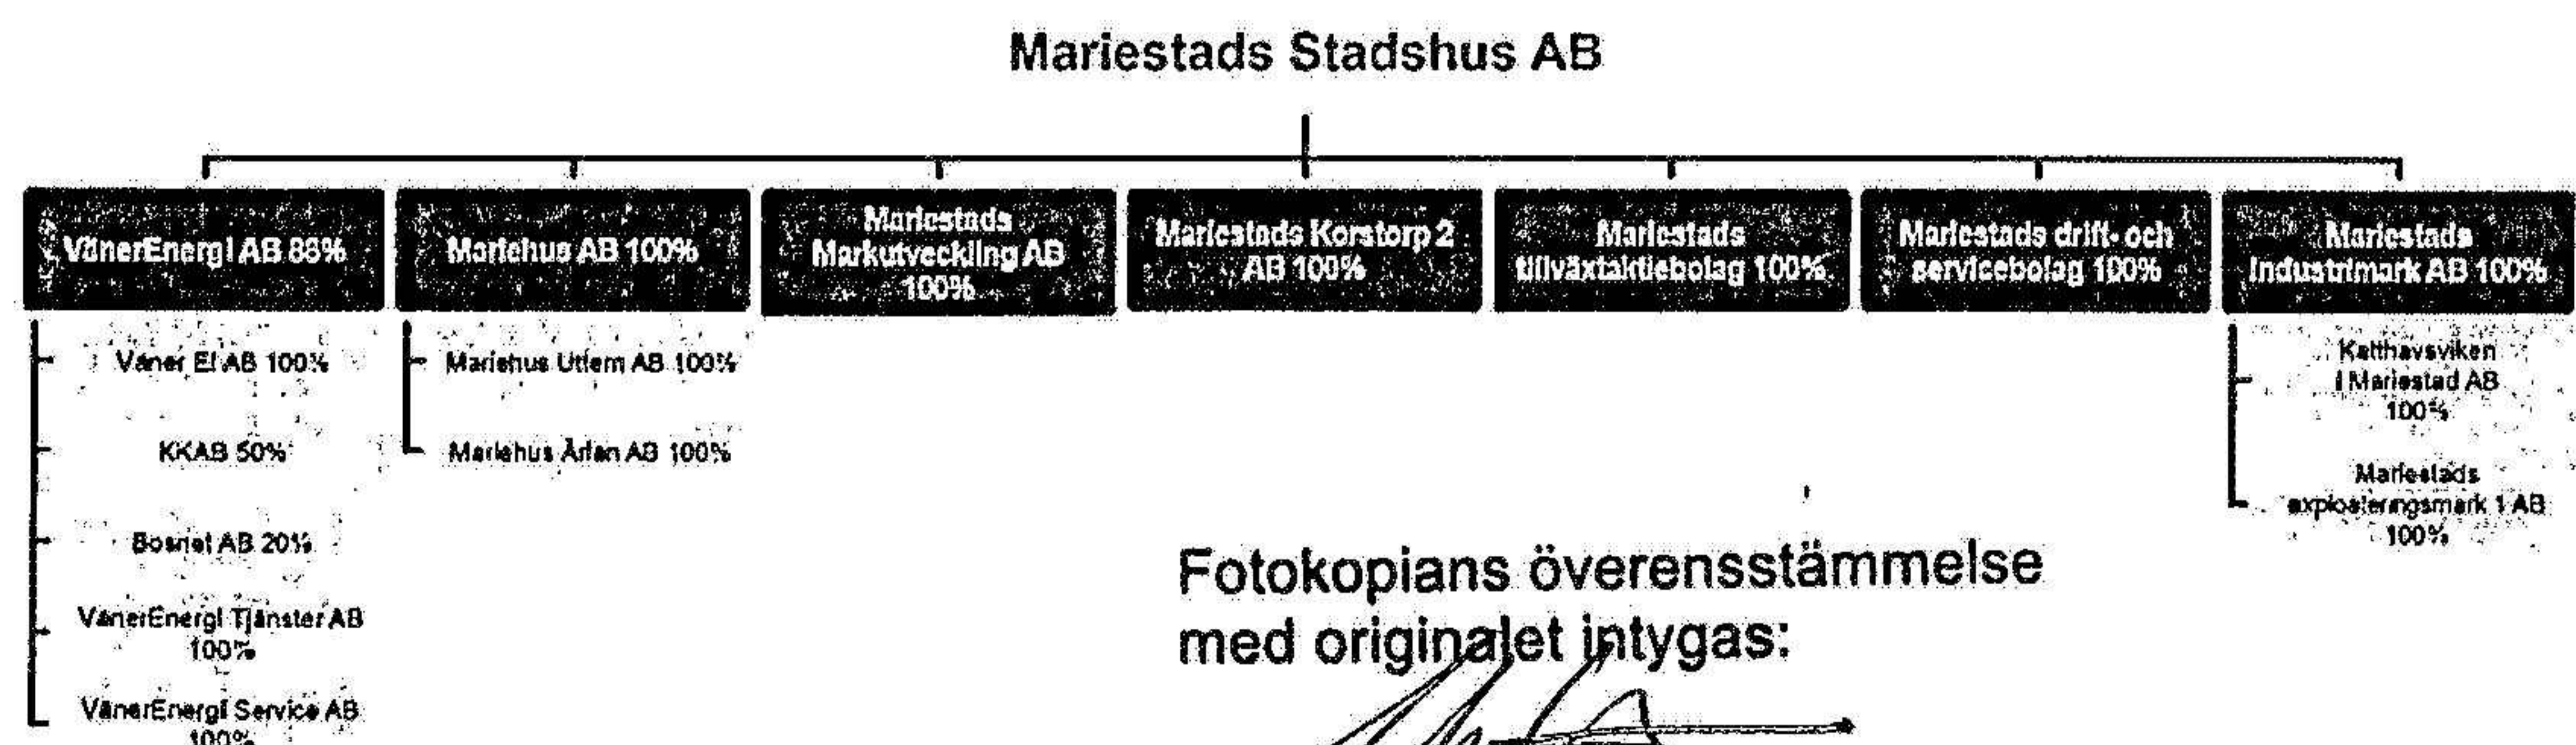 Mariestads Stadshus AB
VänerEnergi AB 88%
Mariehus AB 100%
Mariestads
Markutveckling AB
100%
Mariestads Korstorp 2
AB 100%
Mariestads
tillväxtaktiebolag 100%
Mariestads drift- och
servicebolag 100%
Mariestads
Industrimark AB 100%
Väner El AB 100%
KKAB 50%
Bosnet AB 20%
VänerEnergi Tjänster AB
100%
VänerEnergi Service AB
100%
Mariehus Utlem AB 100%
Mariehus Ärlan AB 100%
Katthavsviken
i Mariestad AB
100%
Mariestads
exploateringsmark 1 AB
100%
Fotokopians överensstämmelse
med originalet intygas: